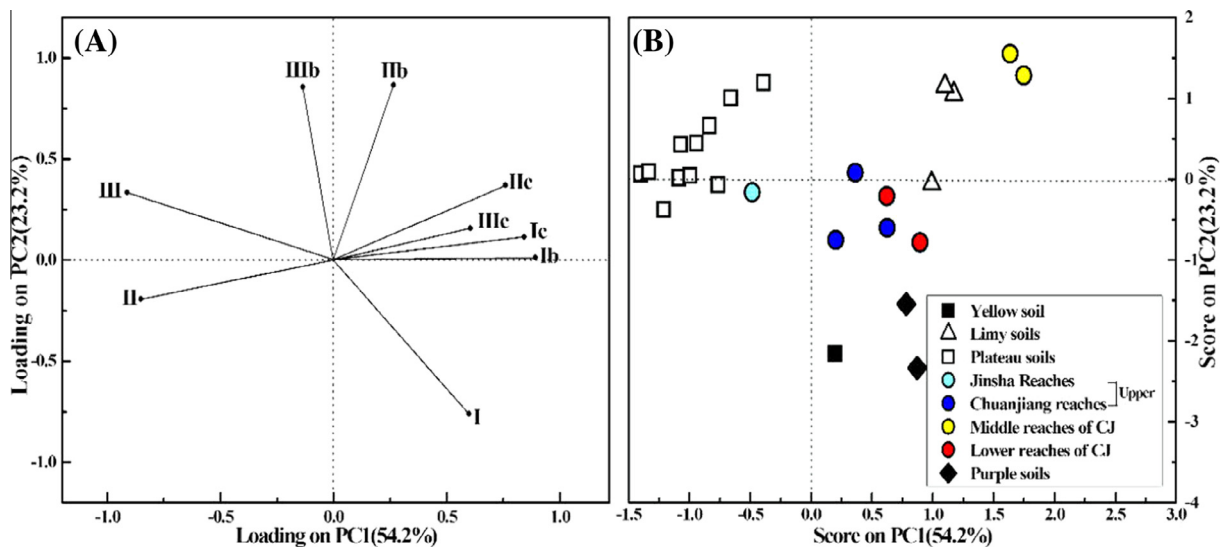 (A)
(B)
1.0
0.5
0.0
-0.5
-1.0
Loading on PC2(23.2%)
IIIb
IIb
III
IIc
IIIc
Ic
Ib
II
I
-1.0 -0.5 0.0 0.5 1.0
Loading on PC1(54.2%)
2
1
0
-1
-2
-3
-4
Score on PC2(23.2%)
Yellow soil
Limy soils
Plateau soils
Jinsha Reaches
Upper
Chuanjiang reaches
Middle reaches of CJ
Lower reaches of CJ
Purple soils
-1.5 -1.0 -0.5 0.0 0.5 1.0 1.5 2.0 2.5 3.0
Score on PC1(54.2%)